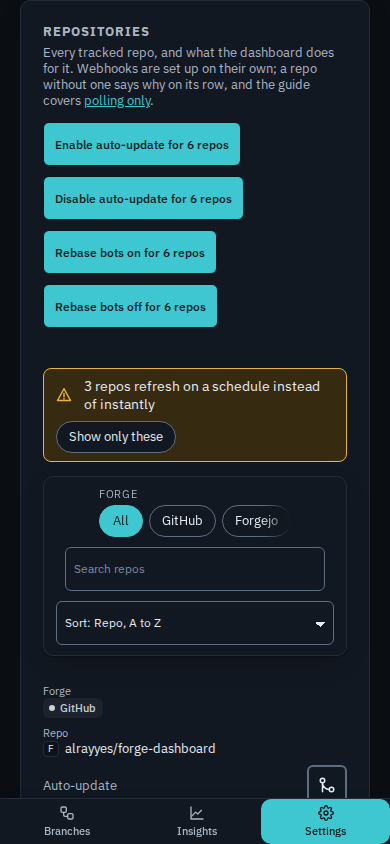 REPOSITORIES
Every tracked repo, and what the dashboard does
for it. Webhooks are set up on their own; a repo
without one says why on its row, and the guide
covers polling only.
Enable auto-update for 6 repos
Disable auto-update for 6 repos
Rebase bots on for 6 repos
Rebase bots off for 6 repos
3 repos refresh on a schedule instead
of instantly
Show only these
FORGE
All GitHub Forgejo
Search repos
Sort: Repo, A to Z
Forge
GitHub
Repo
F alrayyes/forge-dashboard
Auto-update
Branches Insights Settings